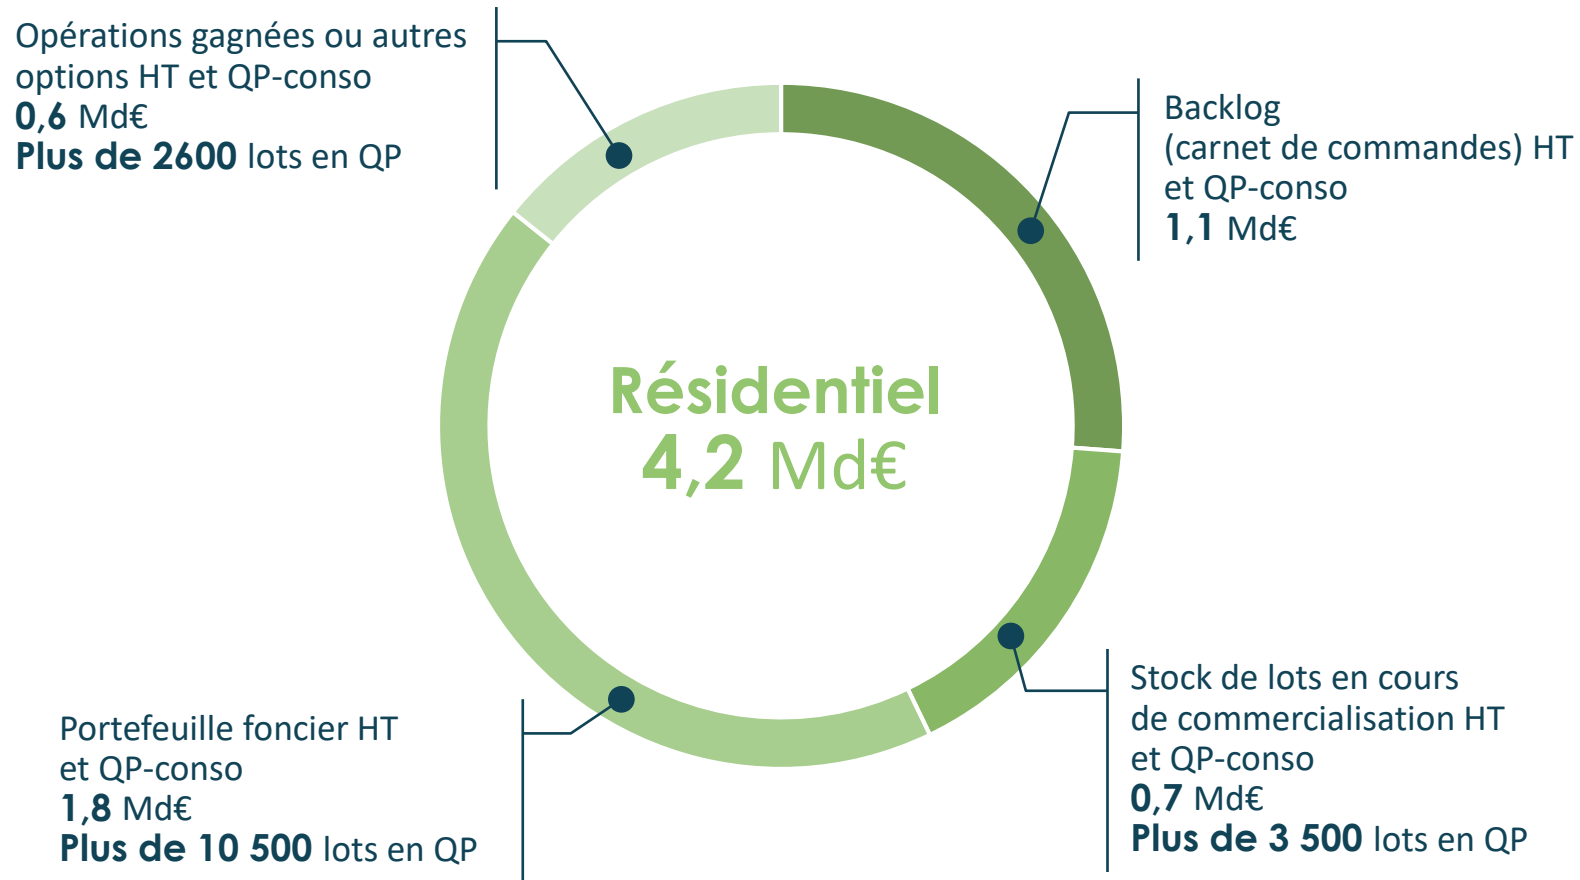 Opérations gagnées ou autres
options HT et QP-conso
0,6 Md€
Plus de 2600 lots en QP
Backlog
(carnet de commandes) HT
et QP-conso
1,1 Md€
Résidentiel
4,2 Md€
Portefeuille foncier HT
et QP-conso
1,8 Md€
Plus de 10 500 lots en QP
Stock de lots en cours
de commercialisation HT
et QP-conso
0,7 Md€
Plus de 3 500 lots en QP